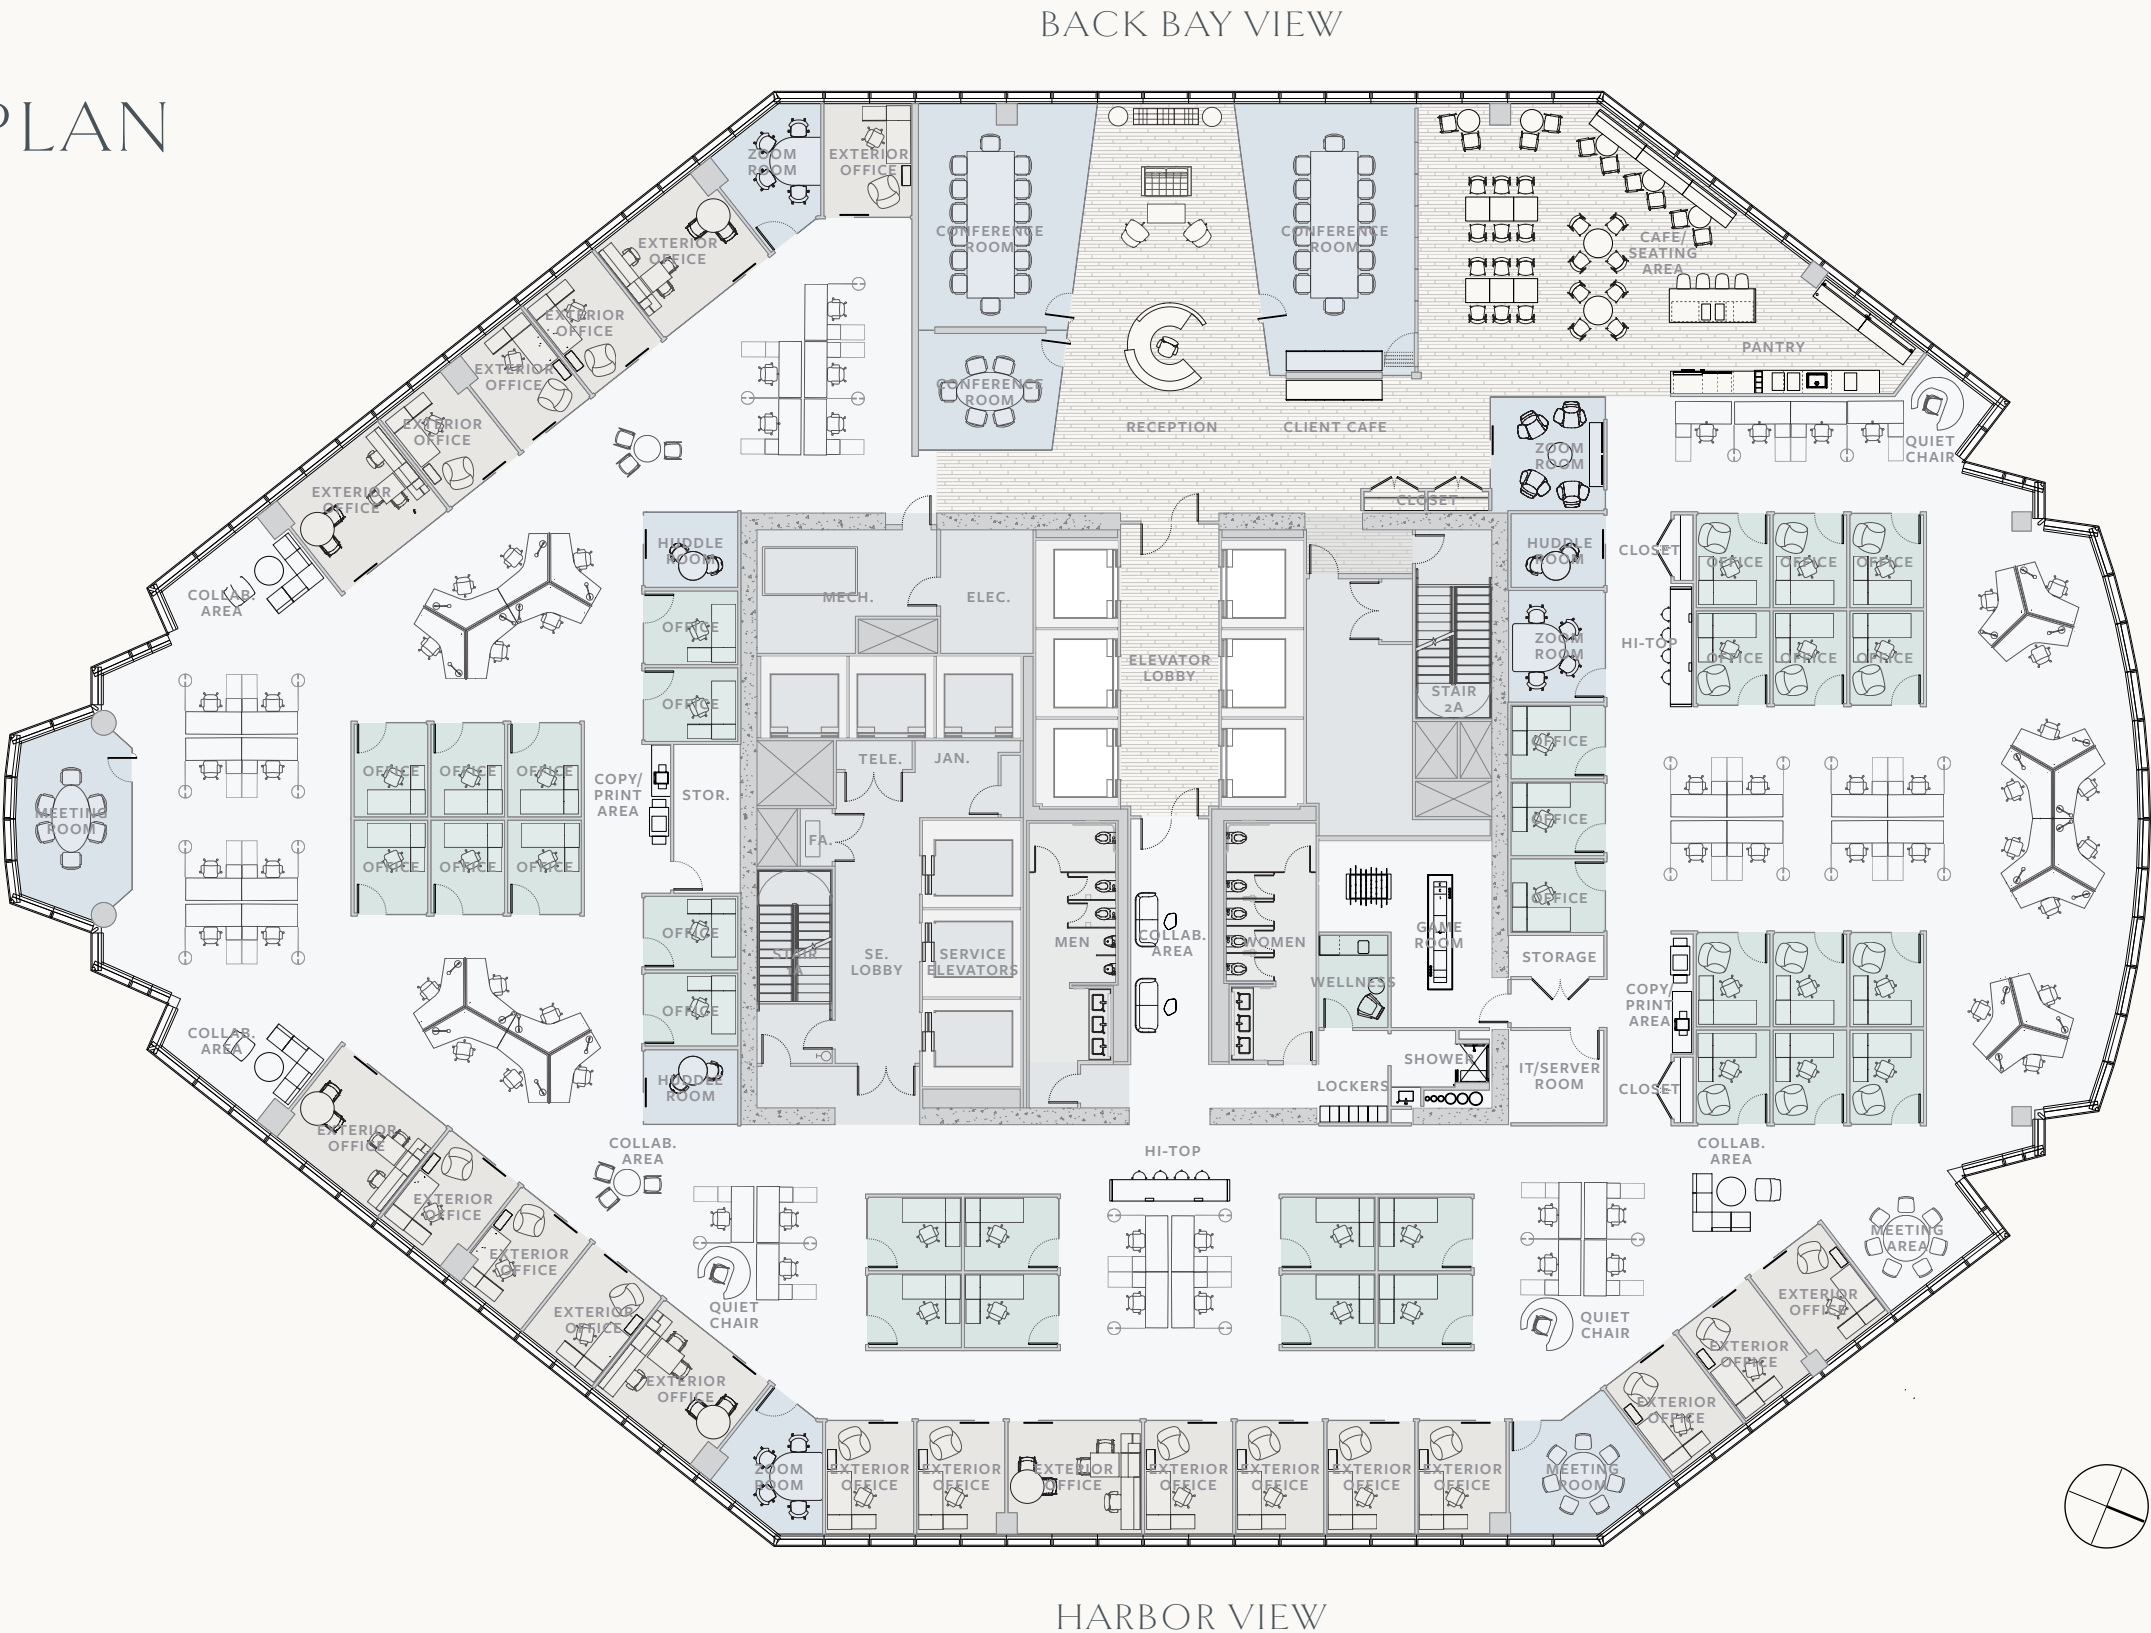 BACK BAY VIEW
PLAN
ZOOM
ROOM
EXTERIOR
OFFICE
EXTERIOR
OFFICE
CONFERENCE
ROOM
CONFERENCE
ROOM
CAFE/
SEATING
AREA
EXTERIOR
OFFICE
EXTERIOR
OFFICE
PANTRY
CONFERENCE
ROOM
EXTERIOR
OFFICE
RECEPTION
CLIENT CAFE
QUIET
CHAIR
ZOOM
ROOM
EXTERIOR
OFFICE
CLOSET
HUDDLE
ROOM
HUDDLE
ROOM
CLOSET
OFFICE
OFFICE
OFFICE
COLLAB.
AREA
MECH.
ELEC.
OFFICE
ZOOM
ROOM
HI-TOP
OFFICE
OFFICE
OFFICE
ELEVATOR
LOBBY
OFFICE
STAIR
2A
OFFICE
OFFICE
OFFICE
OFFICE
COPY/
PRINT
AREA
STOR.
TELE.
JAN.
MEETING
ROOM
OFFICE
FA.
OFFICE
OFFICE
OFFICE
OFFICE
OFFICE
STAIR
1A
SE.
LOBBY
SERVICE
ELEVATORS
MEN
COLLAB.
AREA
WOMEN
GAME
ROOM
STORAGE
WELLNESS
COPY/
PRINT
AREA
OFFICE
COLLAB.
AREA
HUDDLE
ROOM
SHOWER
LOCKERS
IT/SERVER
ROOM
CLOSET
EXTERIOR
OFFICE
COLLAB.
AREA
HI-TOP
COLLAB.
AREA
EXTERIOR
OFFICE
MEETING
AREA
EXTERIOR
OFFICE
EXTERIOR
OFFICE
EXTERIOR
OFFICE
QUIET
CHAIR
QUIET
CHAIR
EXTERIOR
OFFICE
EXTERIOR
OFFICE
EXTERIOR
OFFICE
ZOOM
ROOM
EXTERIOR
OFFICE
EXTERIOR
OFFICE
EXTERIOR
OFFICE
EXTERIOR
OFFICE
EXTERIOR
OFFICE
EXTERIOR
OFFICE
EXTERIOR
OFFICE
MEETING
ROOM
HARBOR VIEW